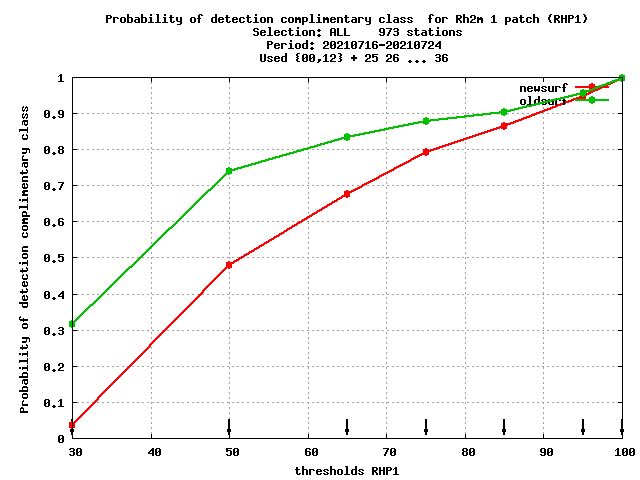 Probability of detection complimentary class  for Rh2m 1 patch (RHP1)
Selection: ALL    973 stations
Period: 20210716-20210724
Used {00,12} + 25 26 ... 36
newsurf
oldsurf
Probability of detection complimentary class
1
0.9
0.8
0.7
0.6
0.5
0.4
0.3
0.2
0.1
0
30 40 50 60 70 80 90 100
thresholds RHP1